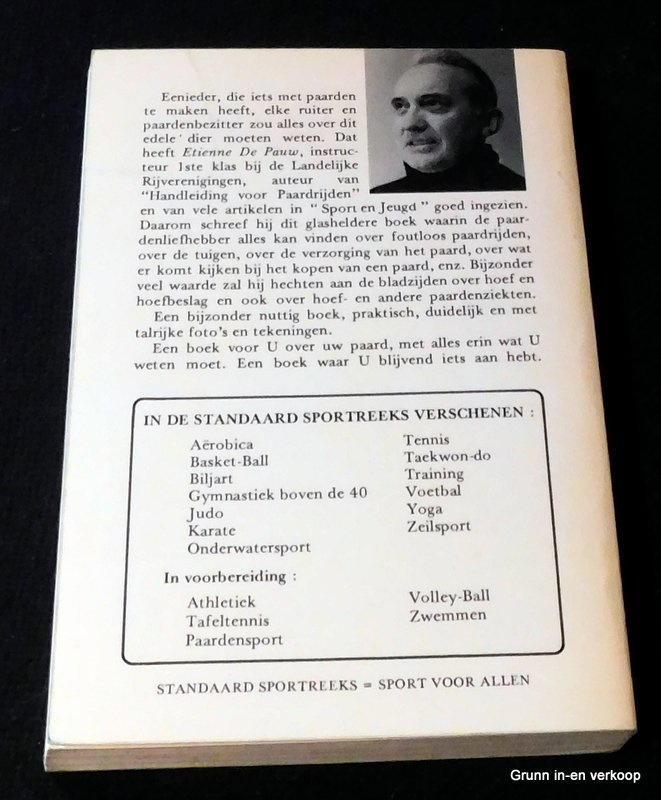 Eenieder, die iets met paarden
te maken heeft, elke ruiter en
paardenbezitter zou alles over dit
edele dier moeten weten. Dat
heeft Etienne De Pauw, instruc-
teur 1ste klas bij de Landelijke
Rijverenigingen, auteur van
"Handleiding voor Paardrijden"
en van vele artikelen in "Sport en Jeugd" goed ingezien.
Daarom schreef hij dit glasheldere boek waarin de paar-
denliefhebber alles kan vinden over foutloos paardrijden,
over de tuigen, over de verzorging van het paard, over wat
er komt kijken bij het kopen van een paard, enz. Bijzonder
veel waarde zal hij hechten aan de bladzijden over hoef en
hoefbeslag en ook over hoef- en andere paardenziekten.
Een bijzonder nuttig boek, praktisch, duidelijk en met
talrijke foto's en tekeningen.
Een boek voor U over uw paard, met alles erin wat U
weten moet. Een boek waar U blijvend iets aan hebt.
IN DE STANDAARD SPORTREEKS VERSCHENEN :
Aërobica
Basket-Ball
Biljart
Gymnastiek boven de 40
Judo
Karate
Onderwatersport
Tennis
Taekwon-do
Training
Voetbal
Yoga
Zeilsport
In voorbereiding :
Athletiek
Tafeltennis
Paardensport
Volley-Ball
Zwemmen
STANDAARD SPORTREEKS = SPORT VOOR ALLEN
Grunn in-en verkoop